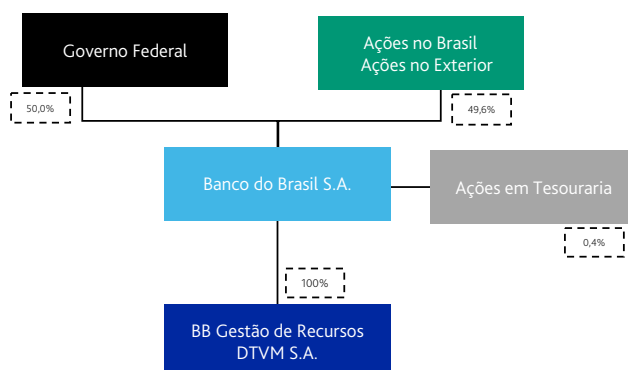 Governo Federal
Ações no Brasil
Ações no Exterior
50,0%
49,6%
Banco do Brasil S.A.
Ações em Tesouraria
0,4%
100%
BB Gestão de Recursos
DTVM S.A.